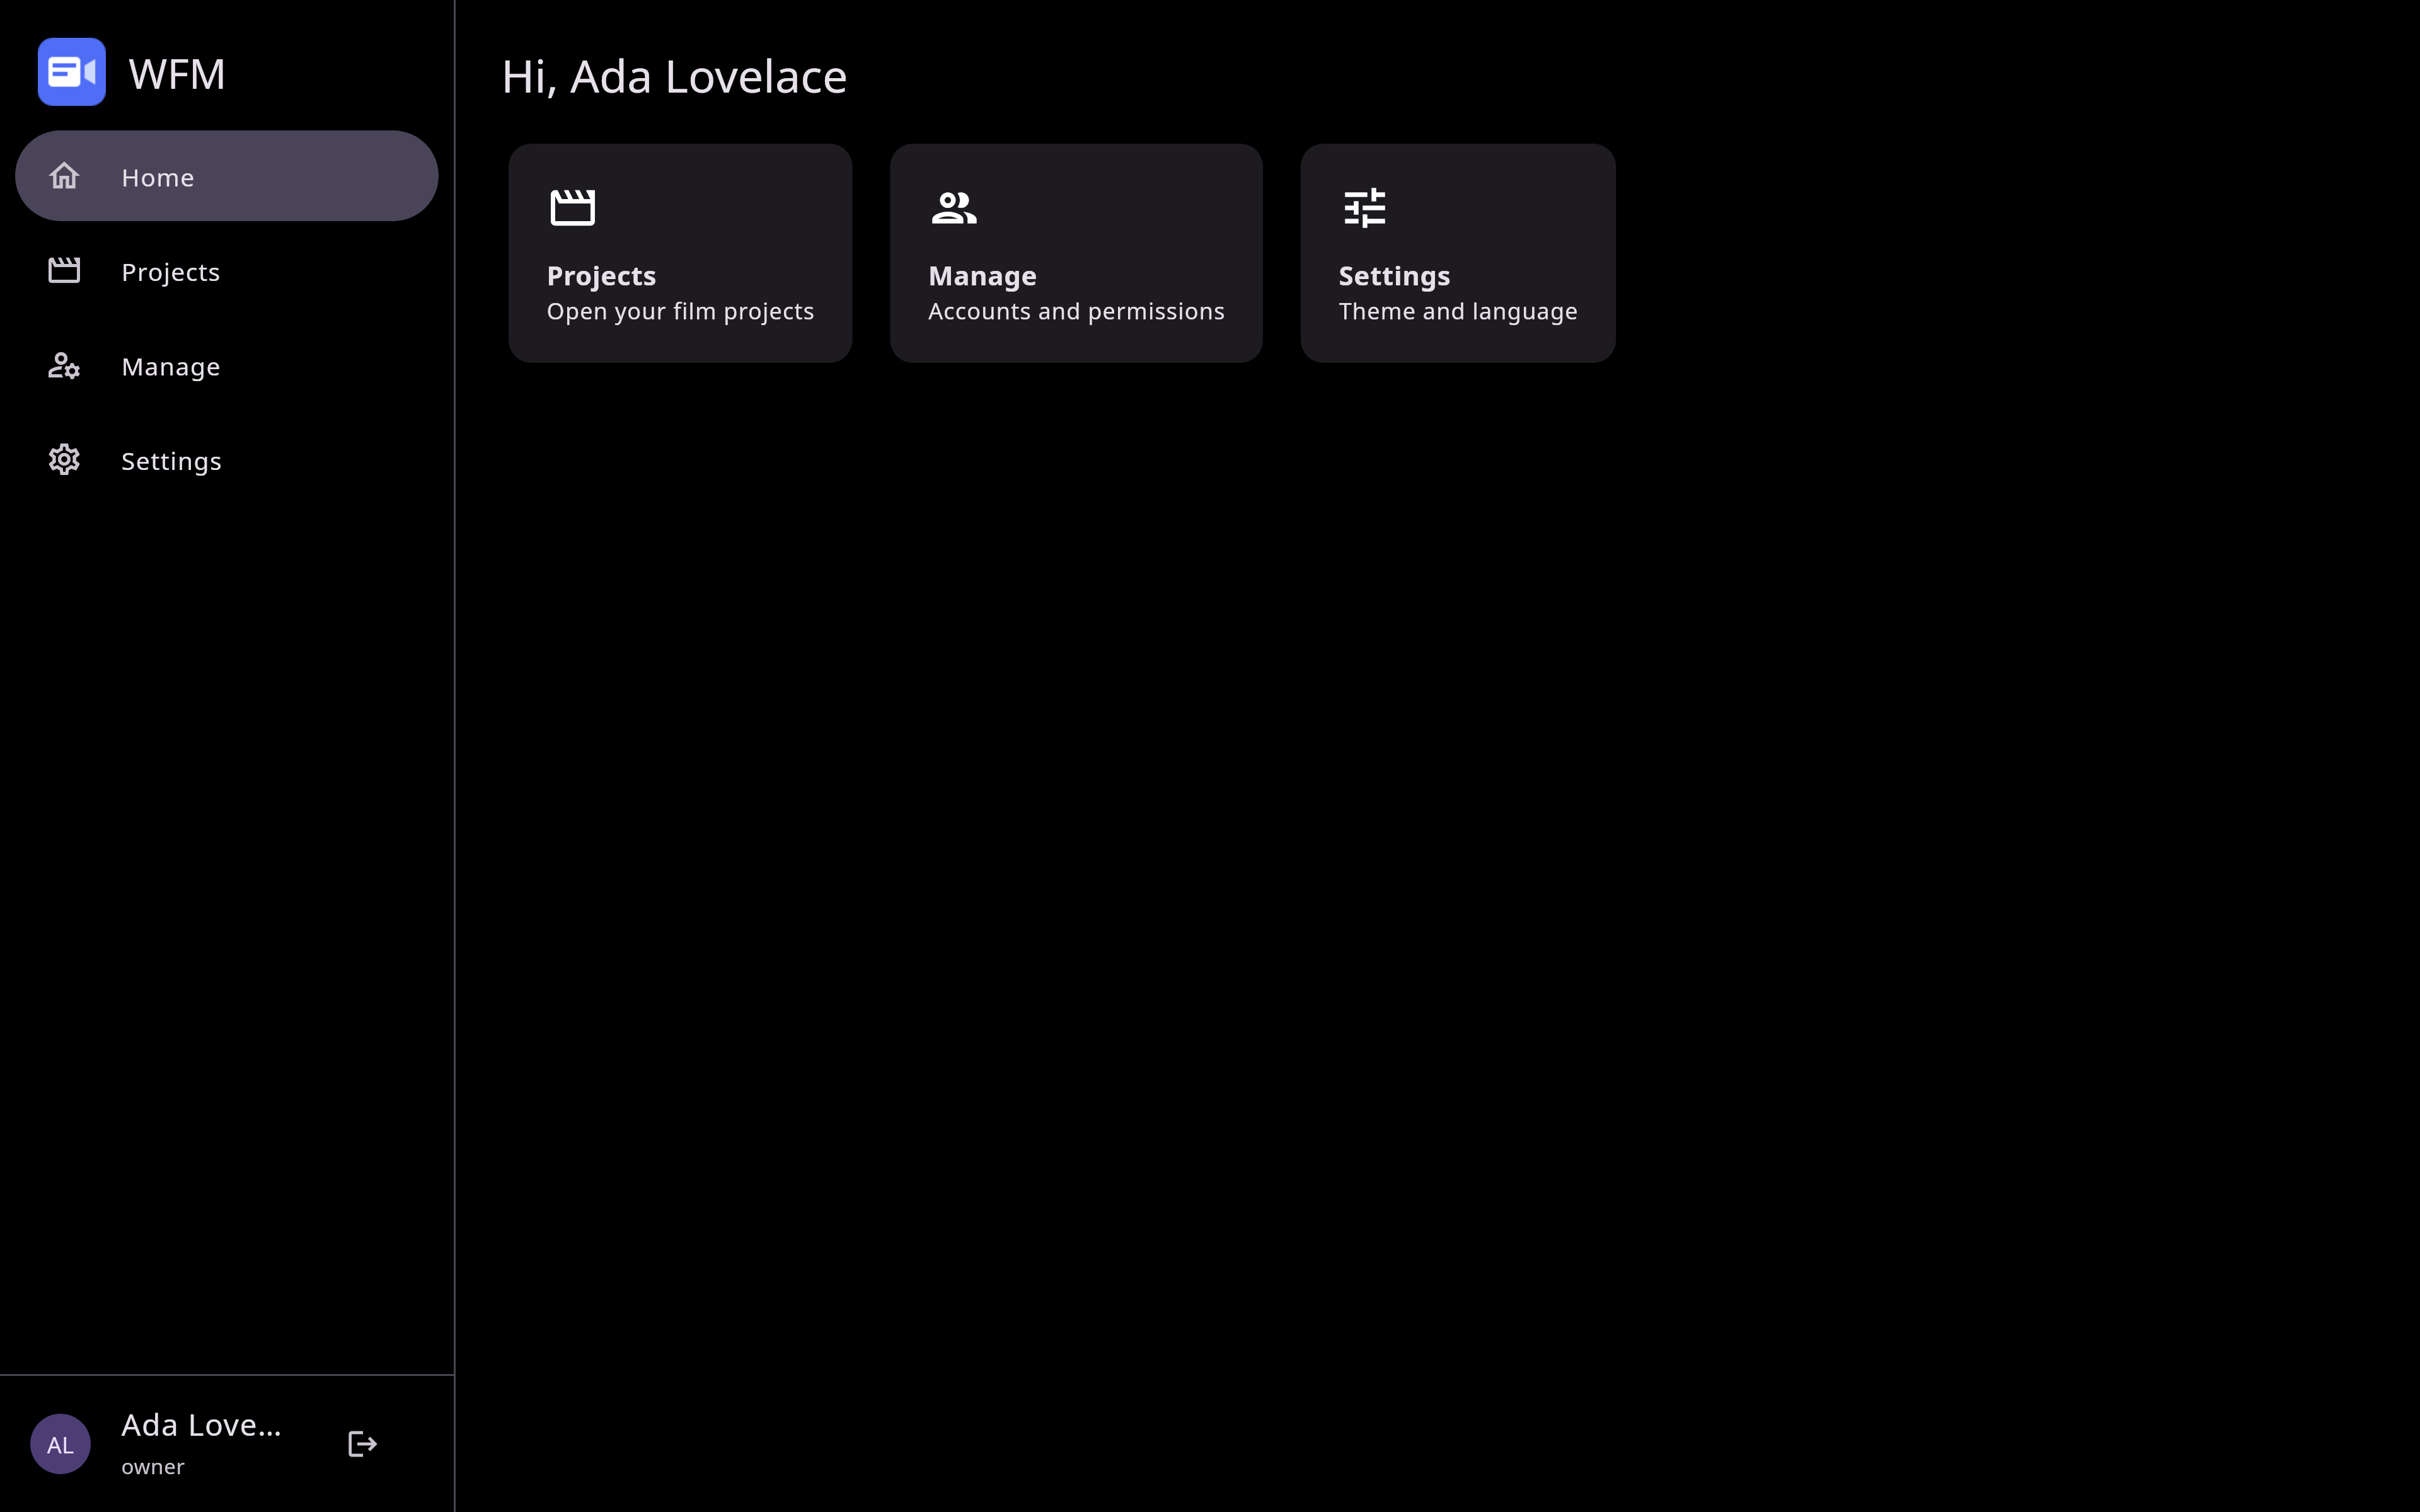 WFM
Home
Projects
Manage
Settings
Ada Love...
owner
AL
Hi, Ada Lovelace
Projects
Open your film projects
Manage
Accounts and permissions
Settings
Theme and language